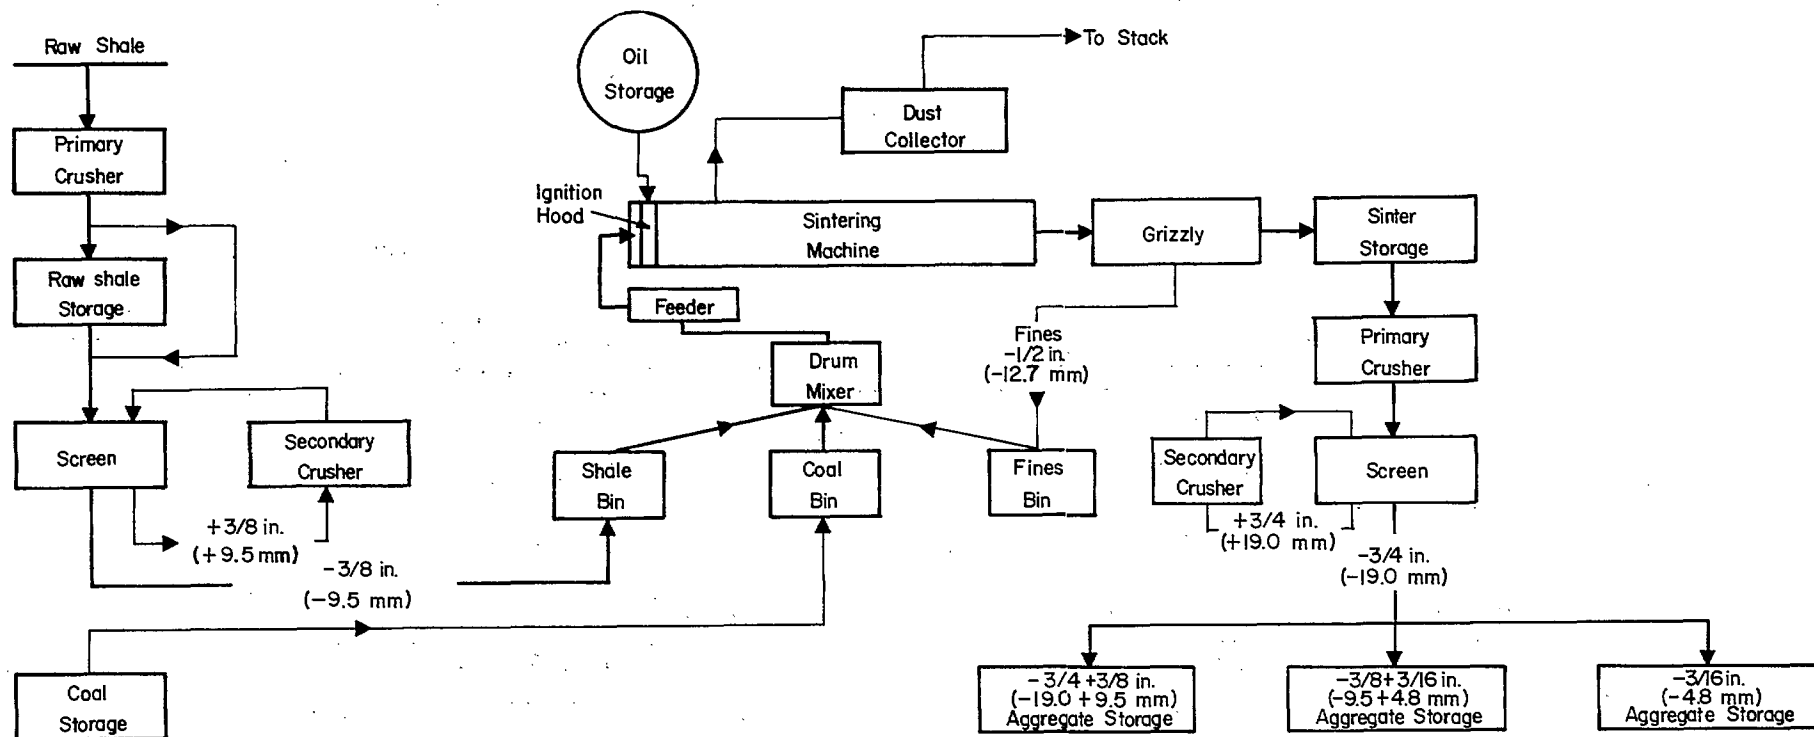 Raw Shale
Primary
Crusher
Raw shale
Storage
Screen
Secondary
Crusher
+3/8 in.
(+9.5mm)
-3/8 in.
(-9.5 mm)
Coal
Storage
Oil
Storage
To Stack
Dust
Collector
Ignition
Hood
Sintering
Machine
Feeder
Drum
Mixer
Shale
Bin
Coal
Bin
Fines
Bin
Grizzly
Fines
-1/2 in.
(-12.7 mm)
Sinter
Storage
Primary
Crusher
Secondary
Crusher
Screen
+3/4 in.
(+19.0 mm)
-3/4 in.
(-19.0 mm)
-3/4 +3/8 in.
(-19.0 +9.5 mm)
Aggregate Storage
-3/8+3/16 in.
(-9.5+4.8 mm)
Aggregate Storage
-3/16 in.
(-4.8 mm)
Aggregate Storage